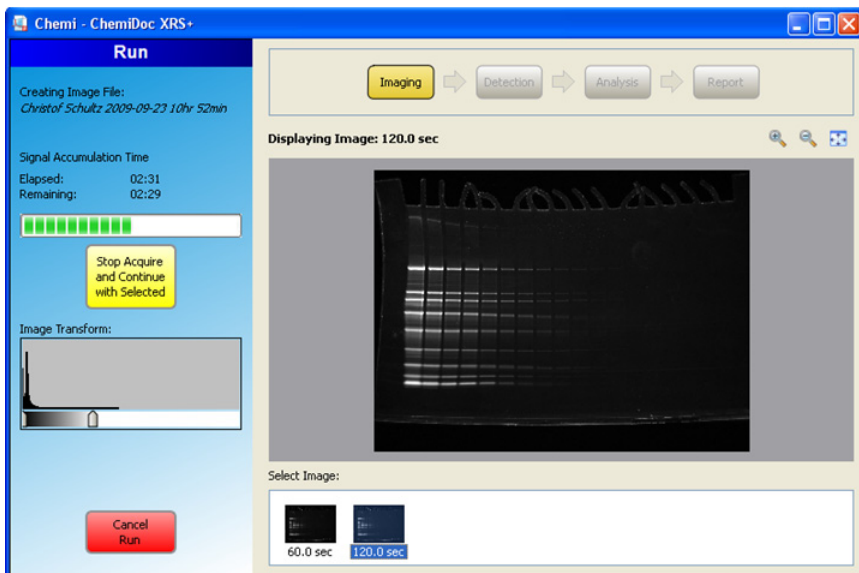 Chemi - ChemiDoc XRS+
Run
Creating Image File:
Christof Schultz 2009-09-23 10hr 52min
Signal Accumulation Time
Elapsed: 02:31
Remaining: 02:29
Stop Acquire
and Continue
with Selected
Image Transform:
Cancel
Run
Imaging
Detection
Analysis
Report
Displaying Image: 120.0 sec
Select Image:
60.0 sec
120.0 sec